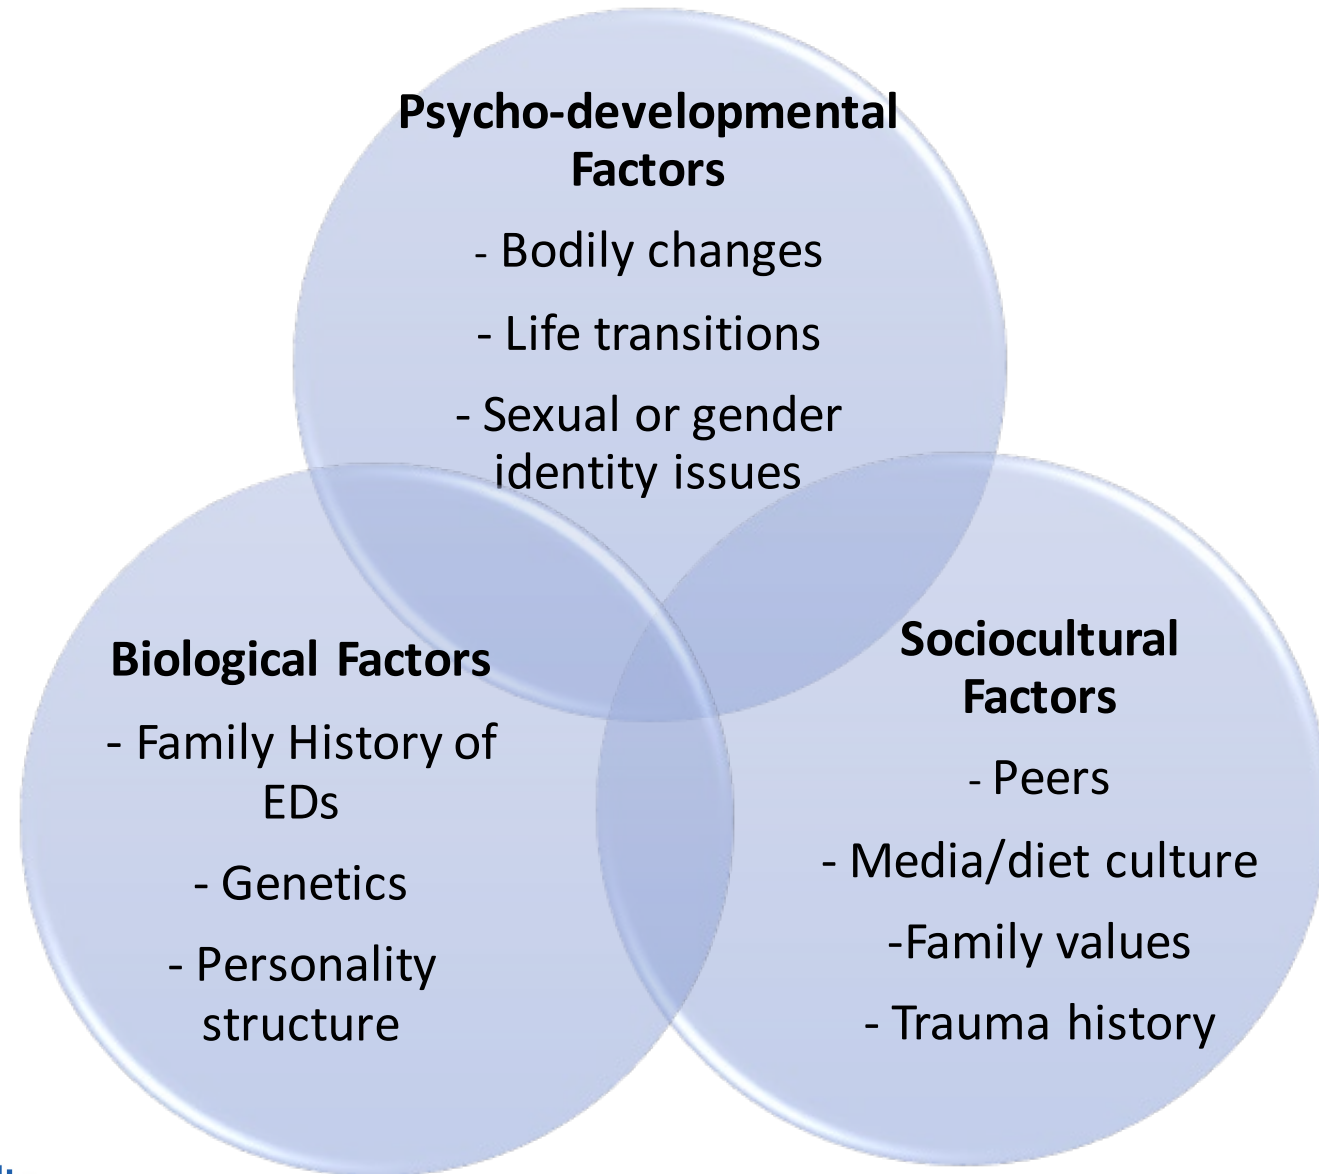 Psycho-developmental
Factors
- Bodily changes
- Life transitions
- Sexual or gender
identity issues
Biological Factors
- Family History of
EDs
- Genetics
- Personality
structure
Sociocultural
Factors
- Peers
- Media/diet culture
-Family values
- Trauma history